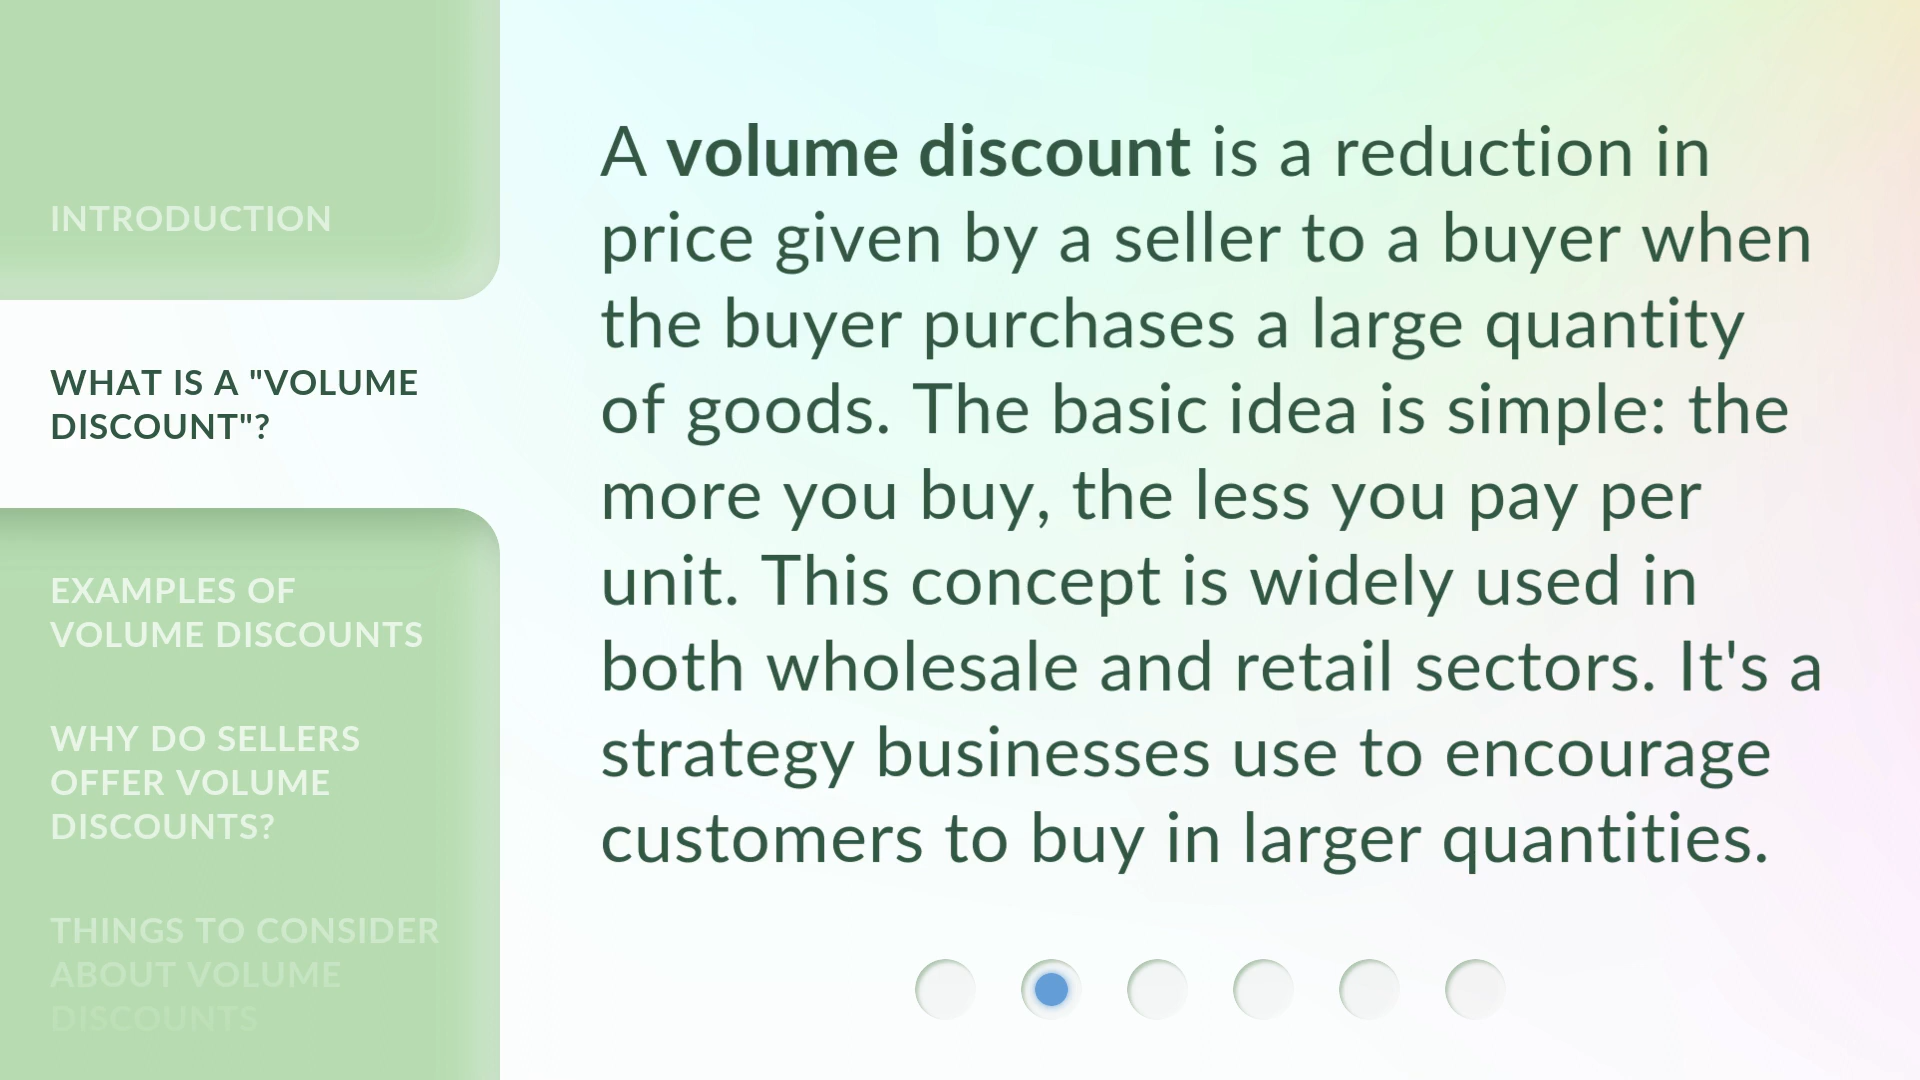 INTRODUCTION
WHAT IS A "VOLUME
DISCOUNT"?
EXAMPLES OF
VOLUME DISCOUNTS
WHY DO SELLERS
OFFER VOLUME
DISCOUNTS?
THINGS TO CONSIDER
ABOUT VOLUME
DISCOUNTS
A volume discount is a reduction in
price given by a seller to a buyer when
the buyer purchases a large quantity
of goods. The basic idea is simple: the
more you buy, the less you pay per
unit. This concept is widely used in
both wholesale and retail sectors. It's a
strategy businesses use to encourage
customers to buy in larger quantities.